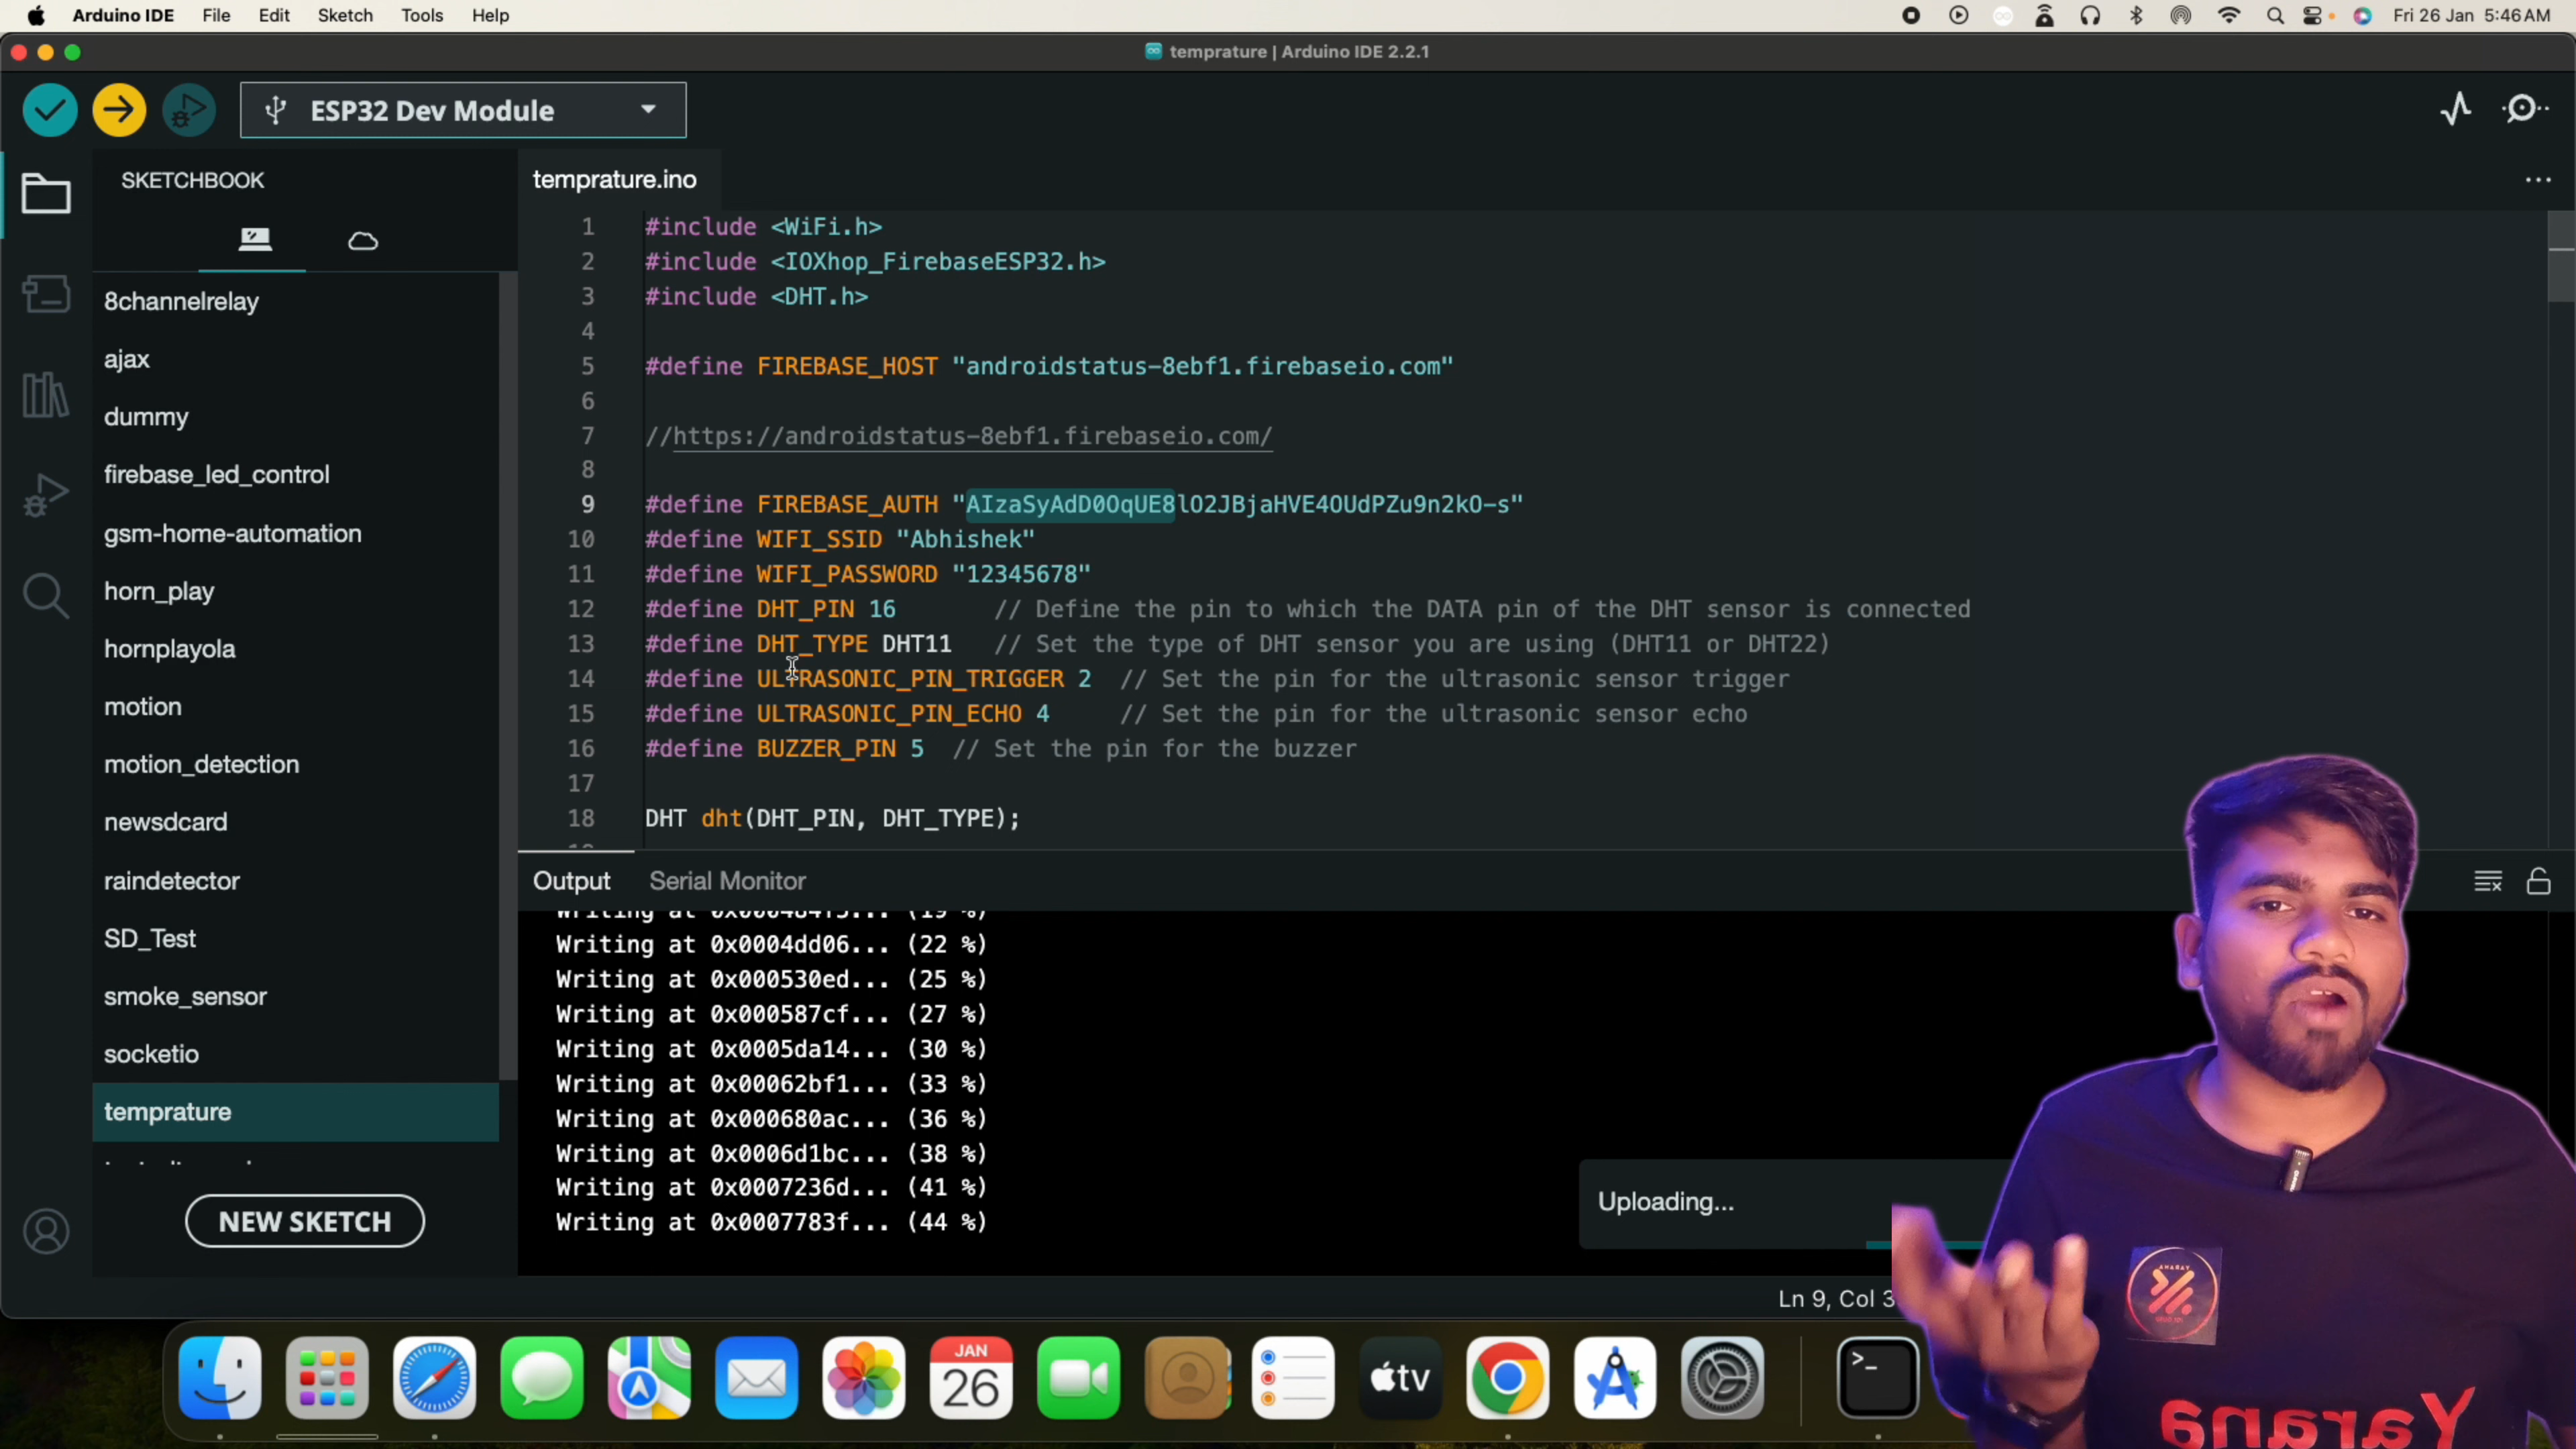 Arduino IDE File Edit Sketch Tools Help Fri 26 Jan 5:46 AM
temprature | Arduino IDE 2.2.1
ESP32 Dev Module
SKETCHBOOK
8channelrelay
ajax
dummy
firebase_led_control
gsm-home-automation
horn_play
hornplayola
motion
motion_detection
newsdcard
raindetector
SD_Test
smoke_sensor
socketio
temprature
NEW SKETCH
temprature.ino
1 #include <WiFi.h>
2 #include <IOXhop_FirebaseESP32.h>
3 #include <DHT.h>
4
5 #define FIREBASE_HOST "androidstatus-8ebf1.firebaseio.com"
6
7 //https://androidstatus-8ebf1.firebaseio.com/
8
9 #define FIREBASE_AUTH "AIzaSyAdD0OqUE8lO2JBjaHVE4OUdPZu9n2kO-s"
10 #define WIFI_SSID "Abhishek"
11 #define WIFI_PASSWORD "12345678"
12 #define DHT_PIN 16 // Define the pin to which the DATA pin of the DHT sensor is connected
13 #define DHT_TYPE DHT11 // Set the type of DHT sensor you are using (DHT11 or DHT22)
14 #define ULTRASONIC_PIN_TRIGGER 2 // Set the pin for the ultrasonic sensor trigger
15 #define ULTRASONIC_PIN_ECHO 4 // Set the pin for the ultrasonic sensor echo
16 #define BUZZER_PIN 5 // Set the pin for the buzzer
17
18 DHT dht(DHT_PIN, DHT_TYPE);
Output Serial Monitor
Writing at 0x0004dd06... (22 %)
Writing at 0x000530ed... (25 %)
Writing at 0x000587cf... (27 %)
Writing at 0x0005da14... (30 %)
Writing at 0x00062bf1... (33 %)
Writing at 0x000680ac... (36 %)
Writing at 0x0006d1bc... (38 %)
Writing at 0x0007236d... (41 %)
Writing at 0x0007783f... (44 %)
Uploading...
Ln 9, Col 3
JAN
26
tv
Yarana